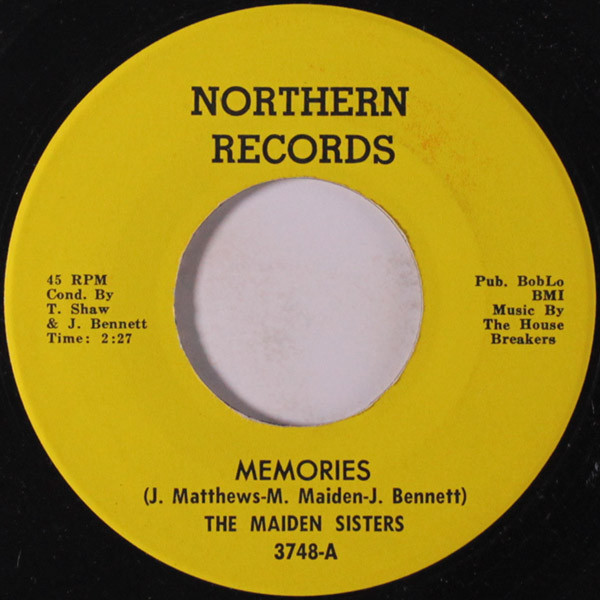 NORTHERN
RECORDS
45 RPM
Cond. By
T. Shaw
& J. Bennett
Time: 2:27
Pub. BobLo
BMI
Music By
The House
Breakers
MEMORIES
(J. Matthews-M. Maiden-J. Bennett)
THE MAIDEN SISTERS
3748-A